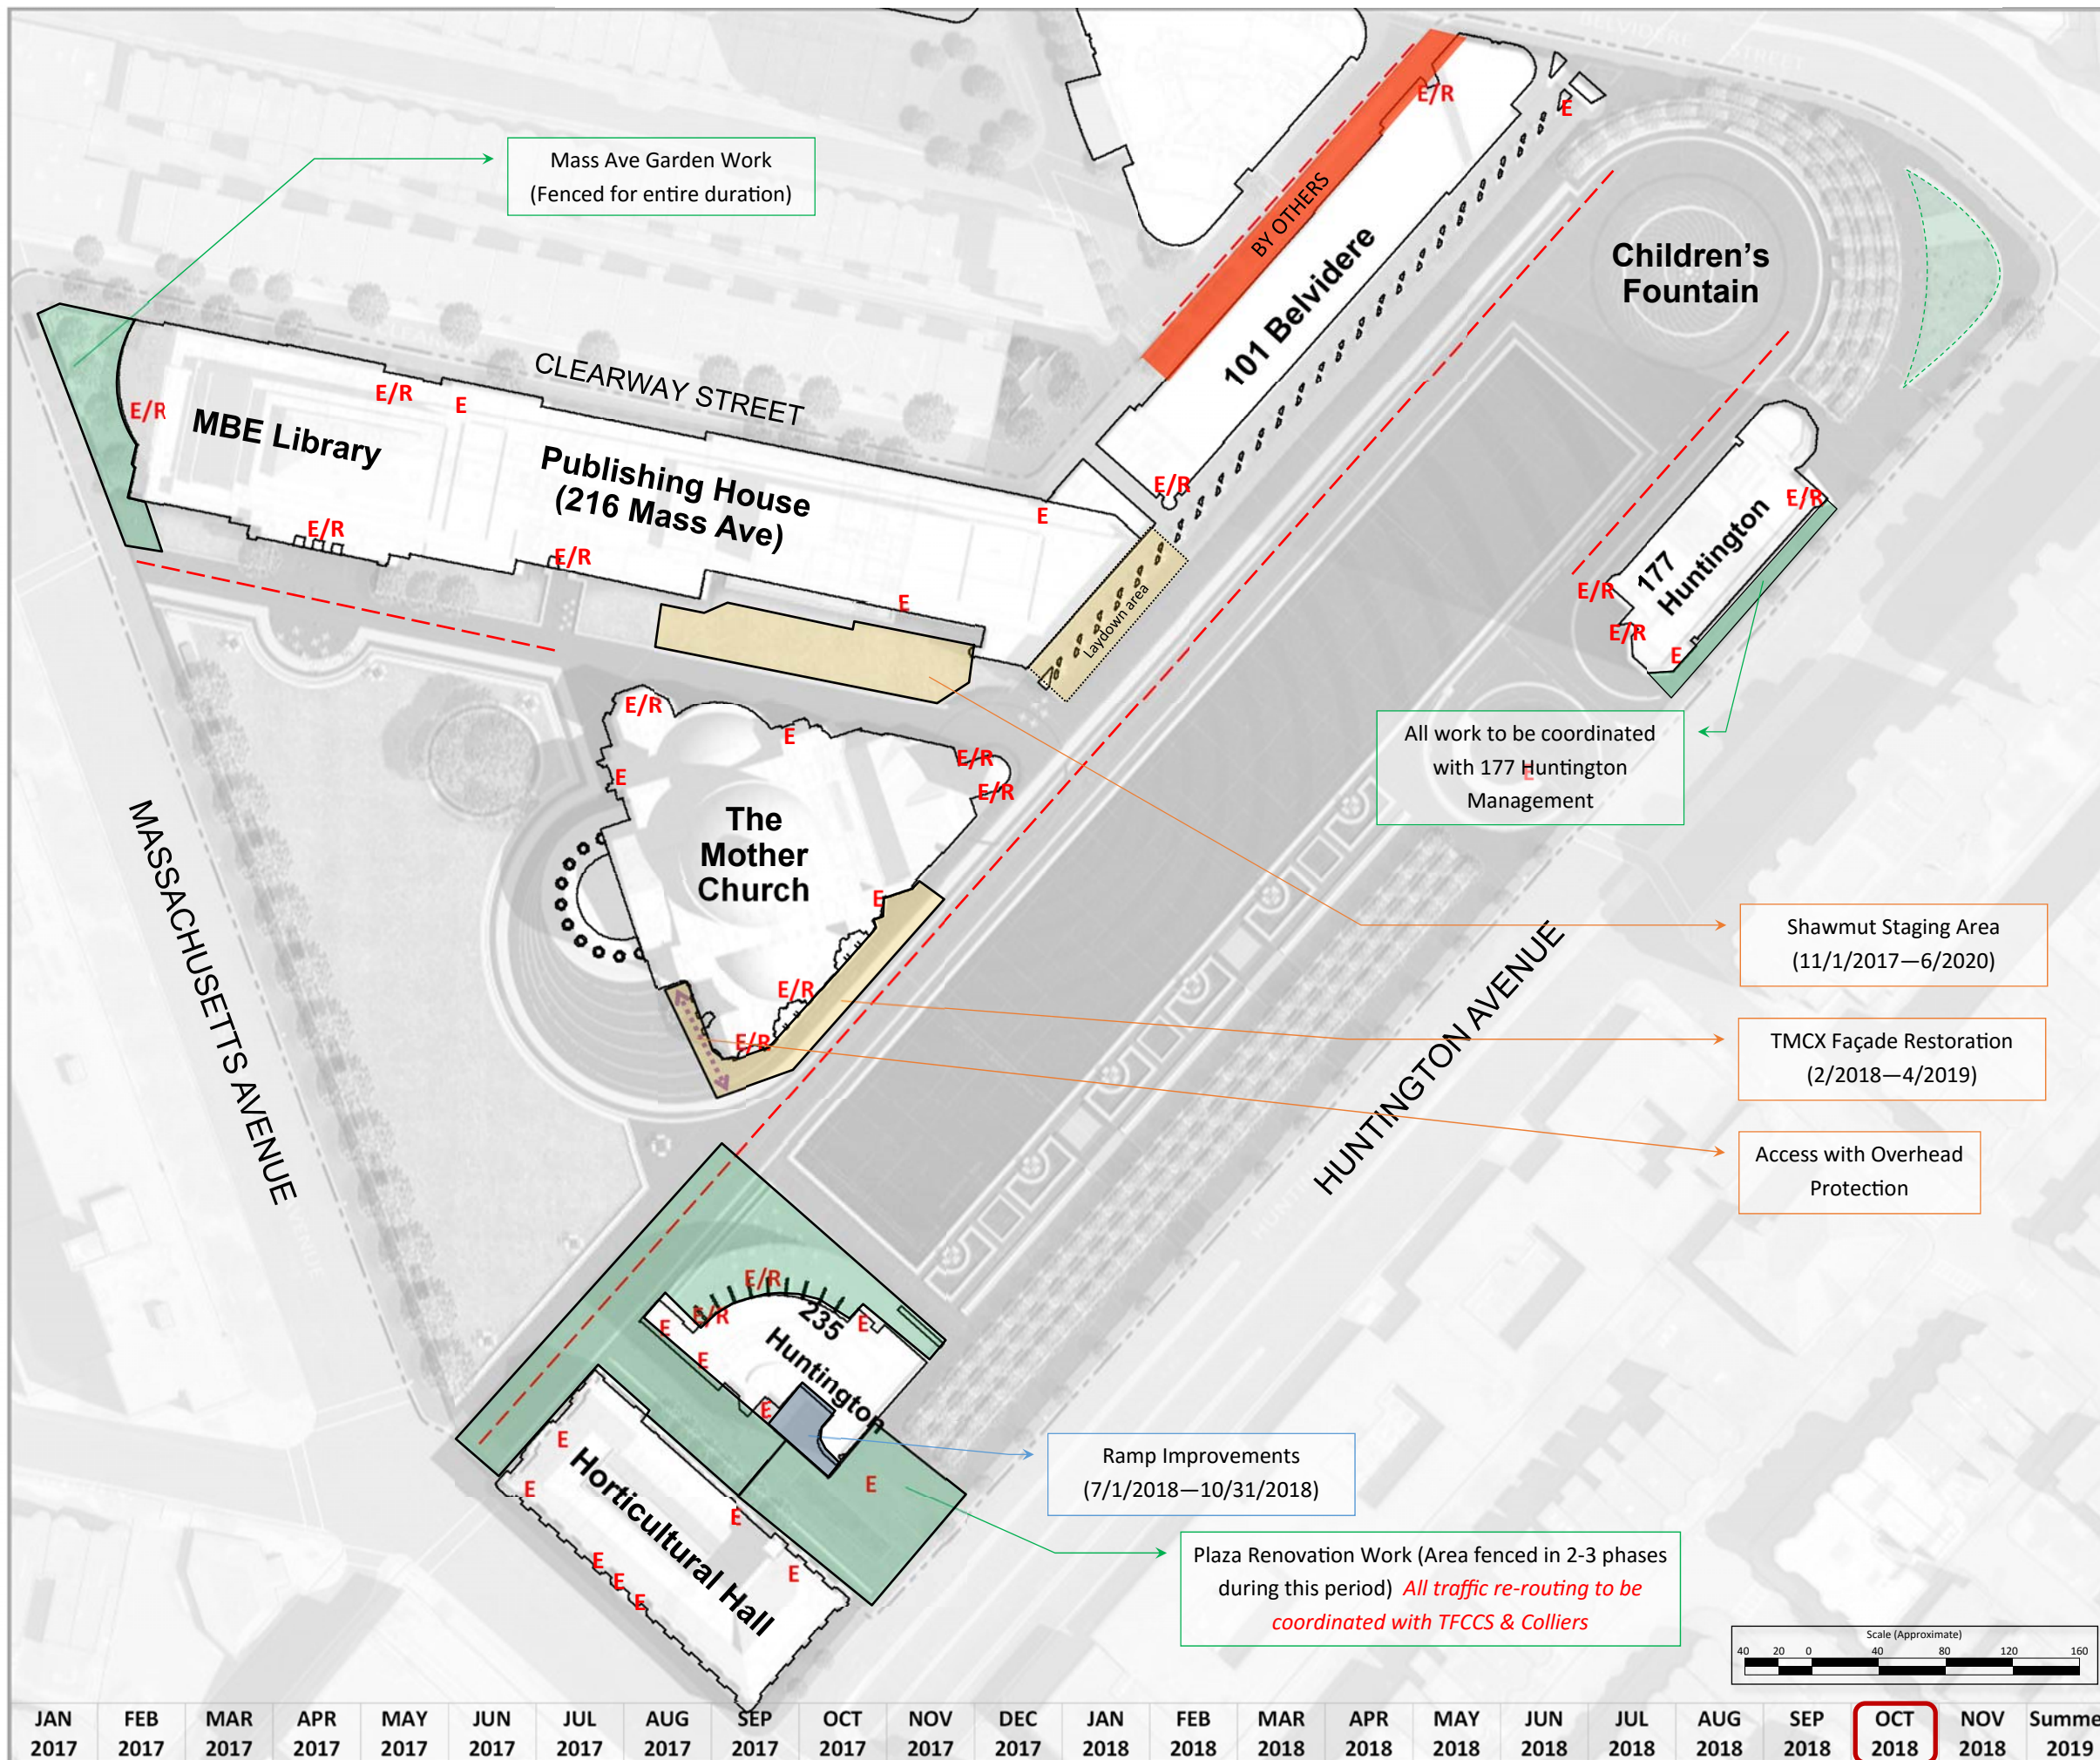 BELVIDERE STREET
E/R
E
Mass Ave Garden Work
(Fenced for entire duration)
BY OTHERS
101 Belvidere
Children's
Fountain
CLEARWAY STREET
E/R
E/R
E
MBE Library
Publishing House
(216 Mass Ave)
E/R
E/R
E
E
E/R
Laydown area
E/R
177
Huntington
E/R
E/R
E
All work to be coordinated
with 177 Huntington
Management
E
E/R
E
E
E/R
E/R
The
Mother
Church
E
E/R
E/R
MASSACHUSETTS AVENUE
HUNTINGTON AVENUE
Shawmut Staging Area
(11/1/2017—6/2020)
TMCX Façade Restoration
(2/2018—4/2019)
Access with Overhead
Protection
E/R
E/R
E
E
E
E
235
Huntington
E
Ramp Improvements
(7/1/2018—10/31/2018)
E
E
E
E
E
E
E
Horticultural Hall
Plaza Renovation Work (Area fenced in 2-3 phases
during this period) All traffic re-routing to be
coordinated with TFCCS & Colliers
Scale (Approximate)
40 20 0 40 80 120 160
JAN FEB MAR APR MAY JUN JUL AUG SEP OCT NOV DEC JAN FEB MAR APR MAY JUN JUL AUG SEP OCT NOV Summe
2017 2017 2017 2017 2017 2017 2017 2017 2017 2017 2017 2017 2018 2018 2018 2018 2018 2018 2018 2018 2018 2018 2018 2019